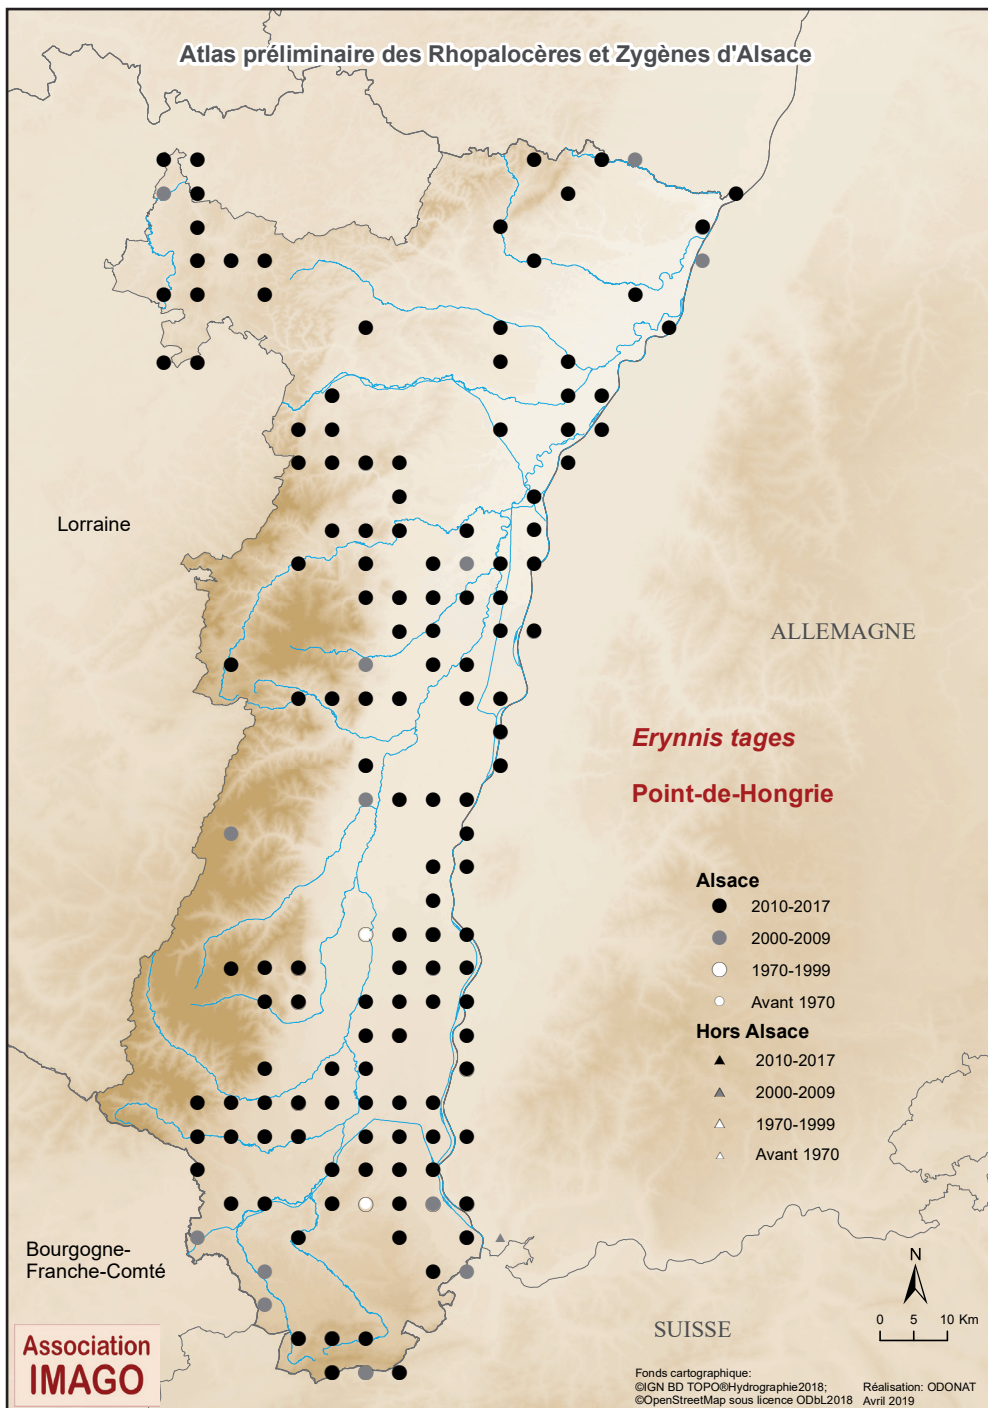 Atlas préliminaire des Rhopalocères et Zygènes d'Alsace
Lorraine
ALLEMAGNE
Erynnis tages
Point-de-Hongrie
Alsace
2010-2017
2000-2009
1970-1999
Avant 1970
Hors Alsace
2010-2017
2000-2009
1970-1999
Avant 1970
Bourgogne-
Franche-Comté
N
0 5 10 Km
SUISSE
Association
IMAGO
Fonds cartographique:
©IGN BD TOPO®Hydrographie2018;
©OpenStreetMap sous licence ODbL2018
Réalisation: ODONAT
Avril 2019